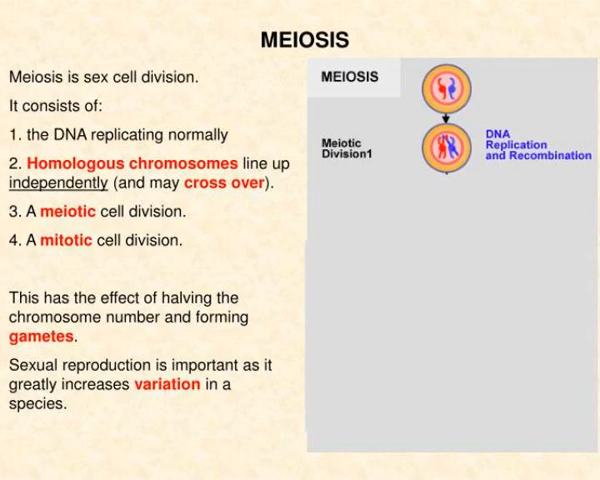 MEIOSIS
Meiosis is sex cell division.
It consists of:
1. the DNA replicating normally
2. Homologous chromosomes line up
independently (and may cross over).
3. A meiotic cell division.
4. A mitotic cell division.
This has the effect of halving the
chromosome number and forming
gametes.
Sexual reproduction is important as it
greatly increases variation in a
species.
MEIOSIS
Meiotic
Division1
DNA
Replication
and Recombination